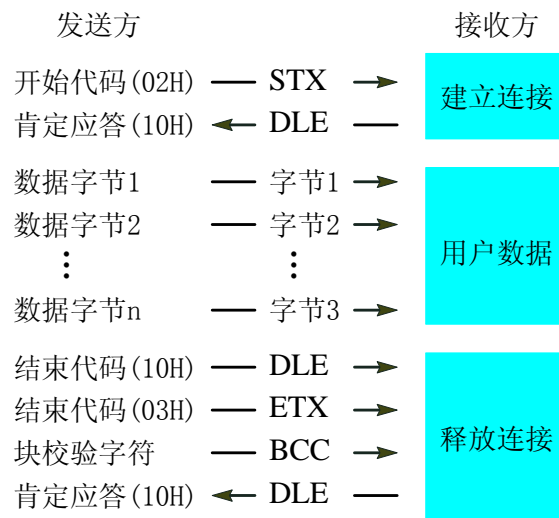 发送方 接收方
开始代码(02H) STX 建立连接
肯定应答(10H) DLE
数据字节1 字节1
数据字节2 字节2
⋮ ⋮ 用户数据
数据字节n 字节3
结束代码(10H) DLE
结束代码(03H) ETX
块校验字符 BCC 释放连接
肯定应答(10H) DLE